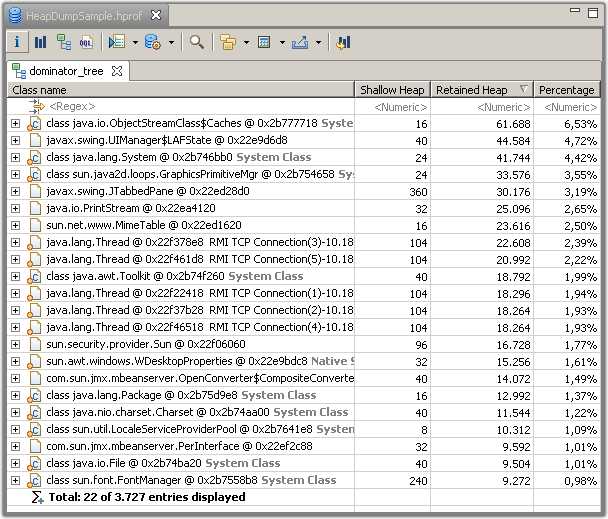 HeapDumpSample.hprof
i OQL
dominator_tree
Class name Shallow Heap Retained Heap Percentage
<Regex> <Numeric> <Numeric> <Numeric>
class java.io.ObjectStreamClass$Caches @ 0x2b777718 Syste 16 61.688 6,53%
javax.swing.UIManager$LAFState @ 0x22e9d6d8 40 44.584 4,72%
class java.lang.System @ 0x2b746bb0 System Class 24 41.744 4,42%
class sun.java2d.loops.GraphicsPrimitiveMgr @ 0x2b754658 Sys 24 33.576 3,55%
javax.swing.JTabbedPane @ 0x22ed28d0 360 30.176 3,19%
java.io.PrintStream @ 0x22ea4120 32 25.096 2,65%
sun.net.www.MimeTable @ 0x22ed1620 16 23.616 2,50%
java.lang.Thread @ 0x22f378e8 RMI TCP Connection(3)-10.18 104 22.608 2,39%
java.lang.Thread @ 0x22f461d8 RMI TCP Connection(5)-10.18 104 20.992 2,22%
class java.awt.Toolkit @ 0x2b74f260 System Class 40 18.792 1,99%
java.lang.Thread @ 0x22f22418 RMI TCP Connection(1)-10.18 104 18.296 1,94%
java.lang.Thread @ 0x22f37b28 RMI TCP Connection(2)-10.18 104 18.264 1,93%
java.lang.Thread @ 0x22f46518 RMI TCP Connection(4)-10.18 104 18.264 1,93%
sun.security.provider.Sun @ 0x22f06060 96 16.728 1,77%
sun.awt.windows.WDesktopProperties @ 0x22e9bdc8 Native S 32 15.256 1,61%
com.sun.jmx.mbeanserver.OpenConverter$CompositeConverte 40 14.072 1,49%
class java.lang.Package @ 0x2b75d9e8 System Class 16 12.992 1,37%
class java.nio.charset.Charset @ 0x2b74aa00 System Class 40 11.544 1,22%
class sun.util.LocaleServiceProviderPool @ 0x2b7641e8 System 8 10.312 1,09%
com.sun.jmx.mbeanserver.PerInterface @ 0x22ef2c88 32 9.592 1,01%
class java.io.File @ 0x2b74ba20 System Class 40 9.504 1,01%
class sun.font.FontManager @ 0x2b7558b8 System Class 240 9.272 0,98%
Total: 22 of 3.727 entries displayed